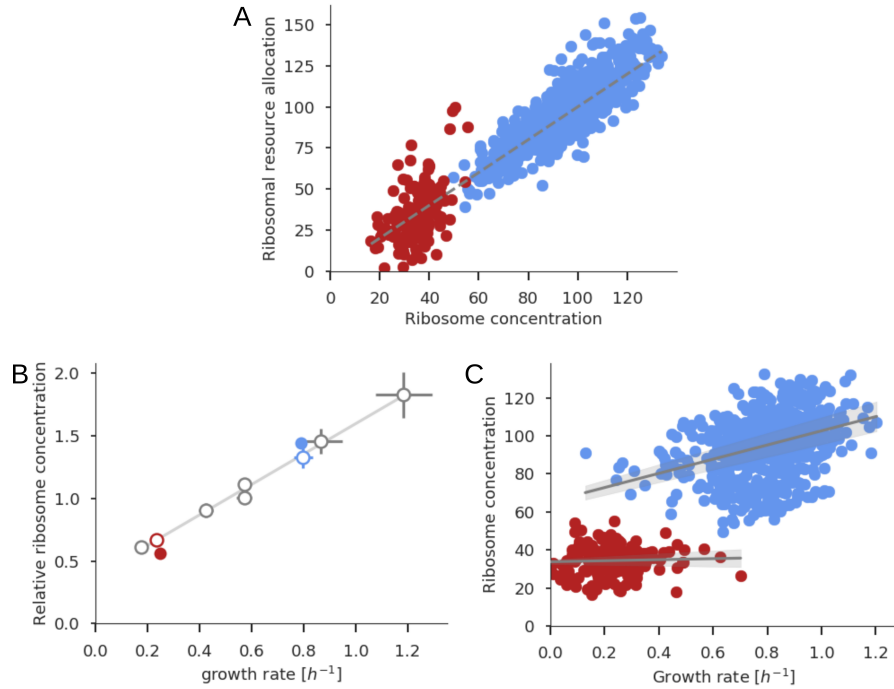 A
Ribosomal resource allocation
150
125
100
75
50
25
0
0 20 40 60 80 100 120
Ribosome concentration
B
Relative ribosome concentration
2.0
1.5
1.0
0.5
0.0
0.0 0.2 0.4 0.6 0.8 1.0 1.2
growth rate [h⁻¹]
C
Ribosome concentration
120
100
80
60
40
20
0
0.0 0.2 0.4 0.6 0.8 1.0 1.2
Growth rate [h⁻¹]